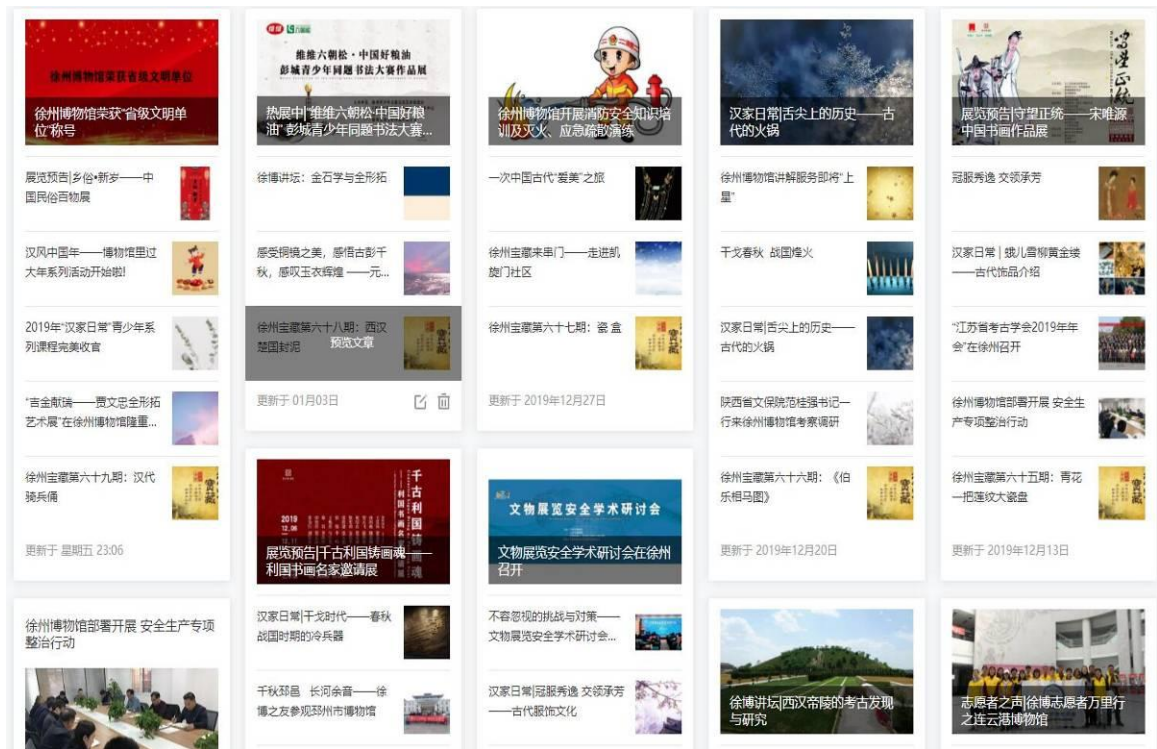 徐州博物馆荣获省级文明单位
徐州博物馆荣获“省级文明单
位”称号
展览预告|乡俗•新岁——中
国民俗百物展
汉风中国年——博物馆里过
大年系列活动开始啦!
2019年“汉家日常”青少年系
列课程完美收官
“吉金献瑞——贾文忠全形拓
艺术展”在徐州博物馆隆重...
徐州宝藏第六十九期：汉代
骑兵俑
更新于 星期五 23:06
徐州博物馆部署开展 安全生产专项
整治行动
维维六朝松·中国好粮油
彭城青少年同题书法大赛作品展
热展中|“维维六朝松·中国好粮
油” 彭城青少年同题书法大赛...
徐博讲坛：金石学与全形拓
感受铜镜之美，感悟古彭千
秋，感叹玉衣辉煌 ——元...
徐州宝藏第六十八期：西汉
楚国封泥
预览文章
更新于 01月03日
千古利国铸画魂
利国书画名家邀请展
2019
12.06
展览预告|千古利国铸画魂——
利国书画名家邀请展
汉家日常|干戈时代——春秋
战国时期的冷兵器
千秋邳邑 长河余音——徐
博之友参观邳州市博物馆
徐州博物馆开展消防安全知识培
训及灭火、应急疏散演练
一次中国古代“爱美”之旅
徐州宝藏来串门——走进凯
旋门社区
徐州宝藏第六十七期：瓷 盒
更新于 2019年12月27日
文物展览安全学术研讨会
文物展览安全学术研讨会在徐州
召开
不容忽视的挑战与对策——
文物展览安全学术研讨会...
汉家日常|冠服秀逸 交领承芳
——古代服饰文化
汉家日常|舌尖上的历史——古
代的火锅
徐州博物馆讲解服务即将“上
星”
干戈春秋 战国烽火
汉家日常|舌尖上的历史——
古代的火锅
陕西省文保院范桂强书记一
行来徐州博物馆考察调研
徐州宝藏第六十六期：《伯
乐相马图》
更新于 2019年12月20日
徐博讲坛|西汉帝陵的考古发现
与研究
守望正统
展览预告|守望正统——宋唯源
中国书画作品展
冠服秀逸 交领承芳
汉家日常 | 蛾儿雪柳黄金缕
——古代饰品介绍
“江苏省考古学会2019年年
会”在徐州召开
徐州博物馆部署开展 安全生
产专项整治行动
徐州宝藏第六十五期：青花
一把莲纹大瓷盘
更新于 2019年12月13日
志愿者之声|徐博志愿者万里行
之连云港博物馆